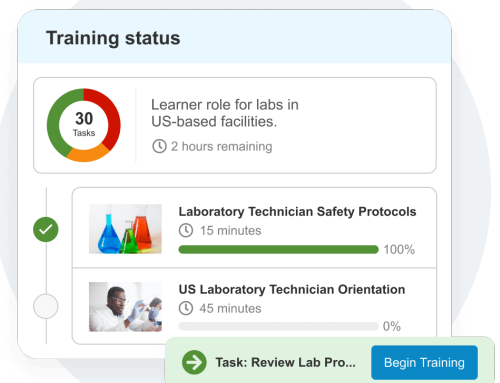 Training status
30
Tasks
Learner role for labs in
US-based facilities.
2 hours remaining
Laboratory Technician Safety Protocols
15 minutes
100%
US Laboratory Technician Orientation
45 minutes
0%
Task: Review Lab Pro...
Begin Training